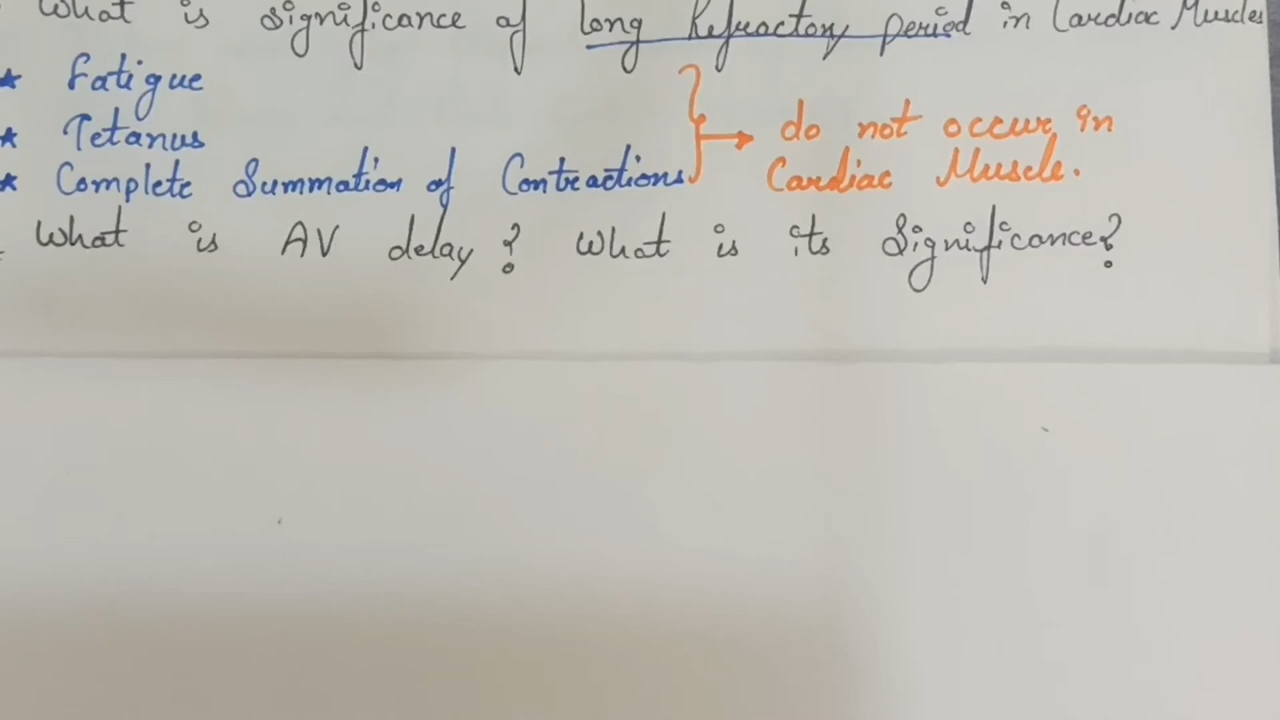 What is significance of long Refractory period in Cardiac Muscles
★ Fatigue
★ Tetanus
★ Complete Summation of Contractions
do not occur in
Cardiac Muscle.
What is AV delay? What is its Significance?